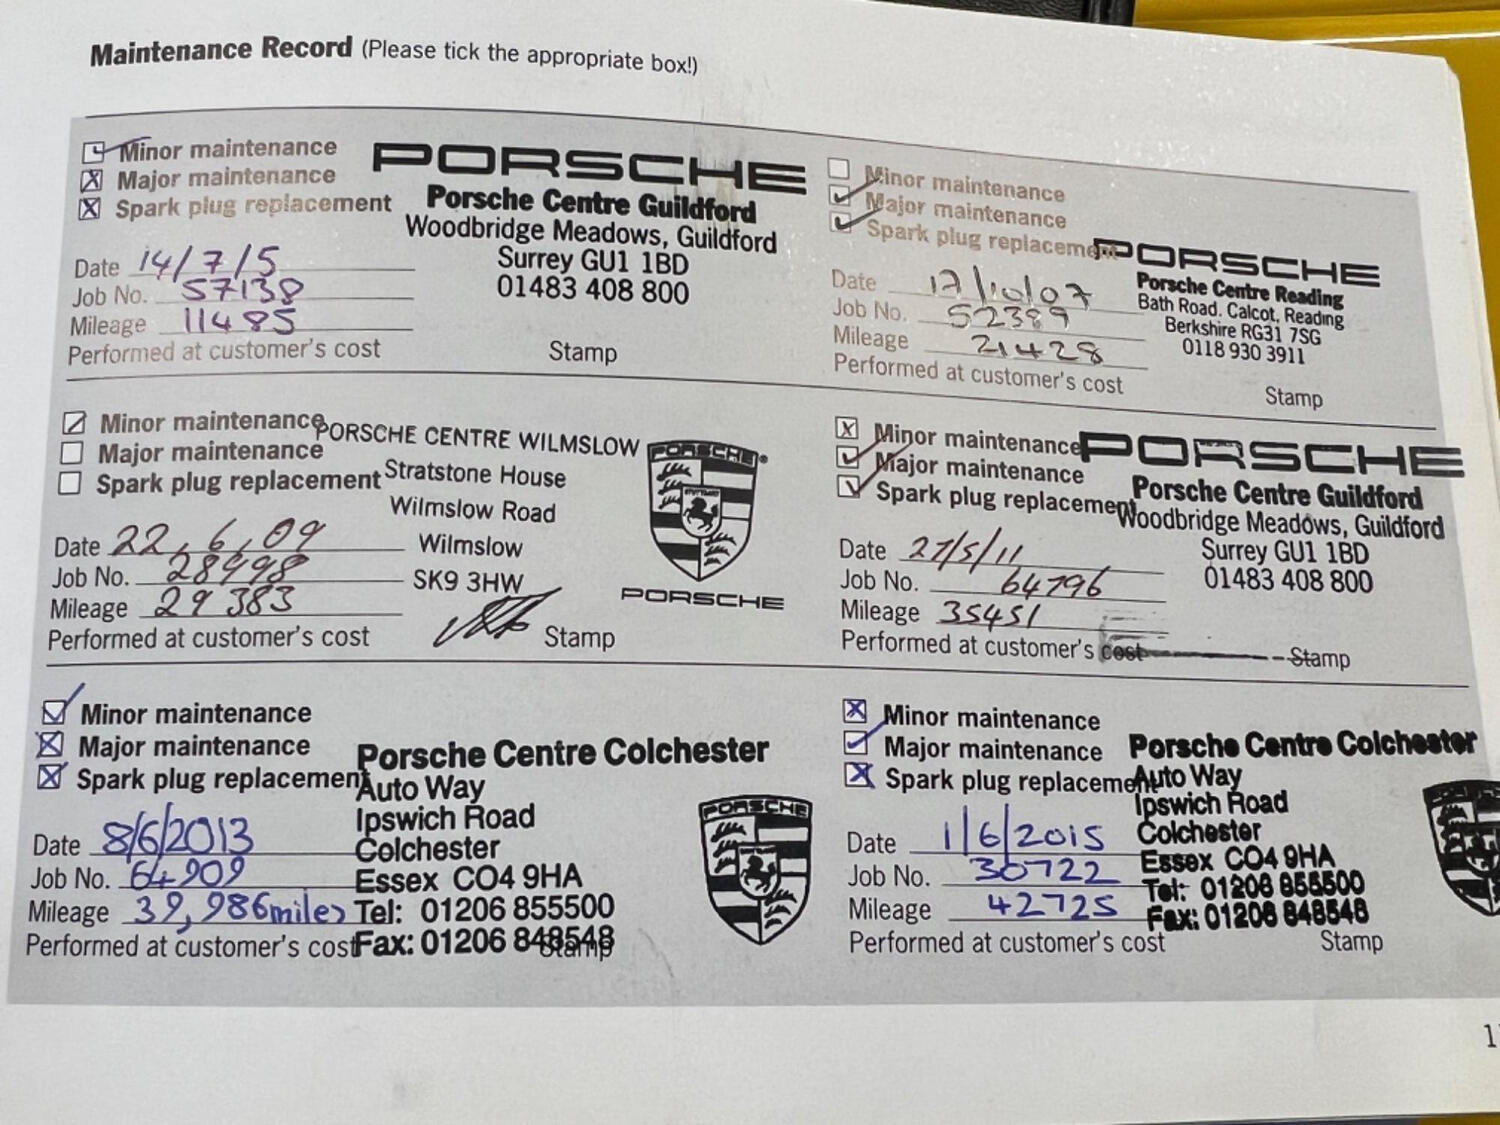 Maintenance Record (Please tick the appropriate box!)
Minor maintenance
Major maintenance
Spark plug replacement
PORSCHE
Porsche Centre Guildford
Woodbridge Meadows, Guildford
Surrey GU1 1BD
01483 408 800
Date 14/7/5
Job No. 57138
Mileage 11485
Performed at customer's cost
Stamp
Minor maintenance
Major maintenance
Spark plug replacement
PORSCHE
Porsche Centre Reading
Bath Road, Calcot, Reading
Berkshire RG31 7SG
0118 930 3911
Date 17/10/07
Job No. 52389
Mileage 21428
Performed at customer's cost
Stamp
Minor maintenance
Major maintenance
Spark plug replacement
PORSCHE CENTRE WILMSLOW
Stratstone House
Wilmslow Road
Wilmslow
SK9 3HW
PORSCHE
STUTTGART
PORSCHE
Date 22,6,09
Job No. 28998
Mileage 29383
Performed at customer's cost
Stamp
Minor maintenance
Major maintenance
Spark plug replacement
PORSCHE
Porsche Centre Guildford
Woodbridge Meadows, Guildford
Surrey GU1 1BD
01483 408 800
Date 27/5/11
Job No. 64796
Mileage 35451
Performed at customer's cost
Stamp
Minor maintenance
Major maintenance
Spark plug replacement
Porsche Centre Colchester
Auto Way
Ipswich Road
Colchester
Essex CO4 9HA
Tel: 01206 855500
Fax: 01206 848548
PORSCHE
Date 8/6/2013
Job No. 64909
Mileage 39,986miles
Performed at customer's cost
Stamp
Minor maintenance
Major maintenance
Spark plug replacement
Porsche Centre Colchester
Auto Way
Ipswich Road
Colchester
Essex CO4 9HA
Tel: 01206 855500
Fax: 01206 848548
Date 1/6/2015
Job No. 30722
Mileage 42725
Performed at customer's cost
Stamp